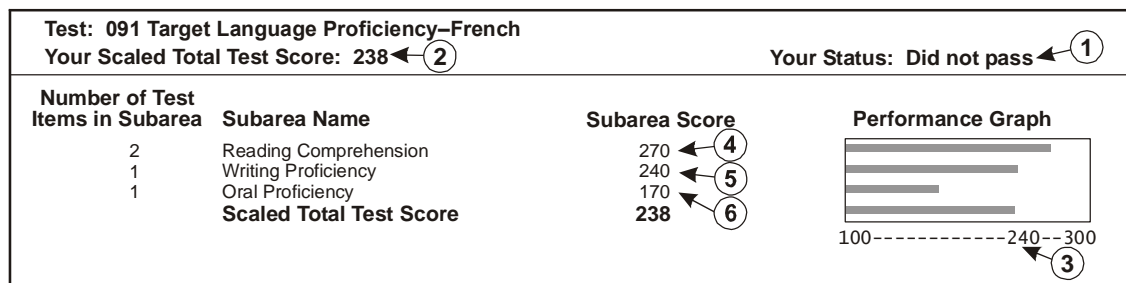 Test: 091 Target Language Proficiency–French
Your Scaled Total Test Score: 238 2 Your Status: Did not pass 1
Number of Test
Items in Subarea Subarea Name Subarea Score Performance Graph
2 Reading Comprehension 270 4
1 Writing Proficiency 240 5
1 Oral Proficiency 170 6
Scaled Total Test Score 238
100-------------240--300
3